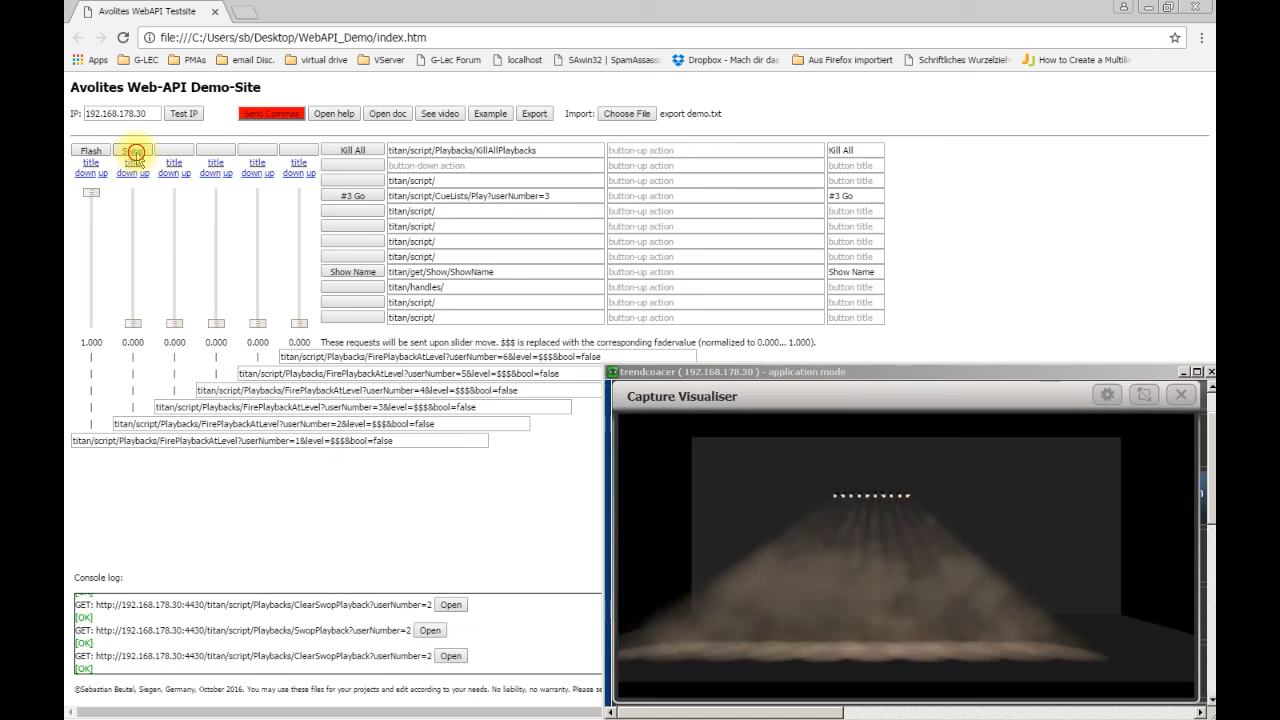 Avolites WebAPI Testsite
file:///C:/Users/sb/Desktop/WebAPI_Demo/index.htm
Apps G-LEC PMAs email Disc. virtual drive VServer G-Lec Forum localhost SAwin32 | SpamAssas Dropbox - Mach dein da Aus Firefox importiert Schriftliches Wurzelzieh How to Create a Multilin
Avolites Web-API Demo-Site
IP: 192.168.178.30 Test IP Send Commas Open help Open doc See video Example Export Import: Choose File export demo.txt
Flash Swop Kill All titan/script/Playbacks/KillAllPlaybacks button-up action Kill All
title title title title title title button-down action button-up action button title
down up down up down up down up down up down up titan/script/ button-up action button title
#3 Go titan/script/CueLists/Play?userNumber=3 button-up action #3 Go
titan/script/ button-up action button title
titan/script/ button-up action button title
titan/script/ button-up action button title
titan/script/ button-up action button title
Show Name titan/get/Show/ShowName button-up action Show Name
titan/handles/ button-up action button title
titan/script/ button-up action button title
titan/script/ button-up action button title
1.000 0.000 0.000 0.000 0.000 0.000 These requests will be sent upon slider move. $$$ is replaced with the corresponding fadervalue (normalized to 0.000... 1.000).
titan/script/Playbacks/FirePlaybackAtLevel?userNumber=6&level=$$$&bool=false
titan/script/Playbacks/FirePlaybackAtLevel?userNumber=5&level=$$$&bool=false
titan/script/Playbacks/FirePlaybackAtLevel?userNumber=4&level=$$$&bool=false
titan/script/Playbacks/FirePlaybackAtLevel?userNumber=3&level=$$$&bool=false
titan/script/Playbacks/FirePlaybackAtLevel?userNumber=2&level=$$$&bool=false
titan/script/Playbacks/FirePlaybackAtLevel?userNumber=1&level=$$$&bool=false
trendcoacer ( 192.168.178.30 ) - application mode
Capture Visualiser
Console log:
GET: http://192.168.178.30:4430/titan/script/Playbacks/ClearSwopPlayback?userNumber=2 Open
[OK]
GET: http://192.168.178.30:4430/titan/script/Playbacks/SwopPlayback?userNumber=2 Open
[OK]
GET: http://192.168.178.30:4430/titan/script/Playbacks/ClearSwopPlayback?userNumber=2 Open
[OK]
©Sebastian Beutel, Siegen, Germany, October 2016. You may use these files for your projects and edit according to your needs. No liability, no warranty. Please se